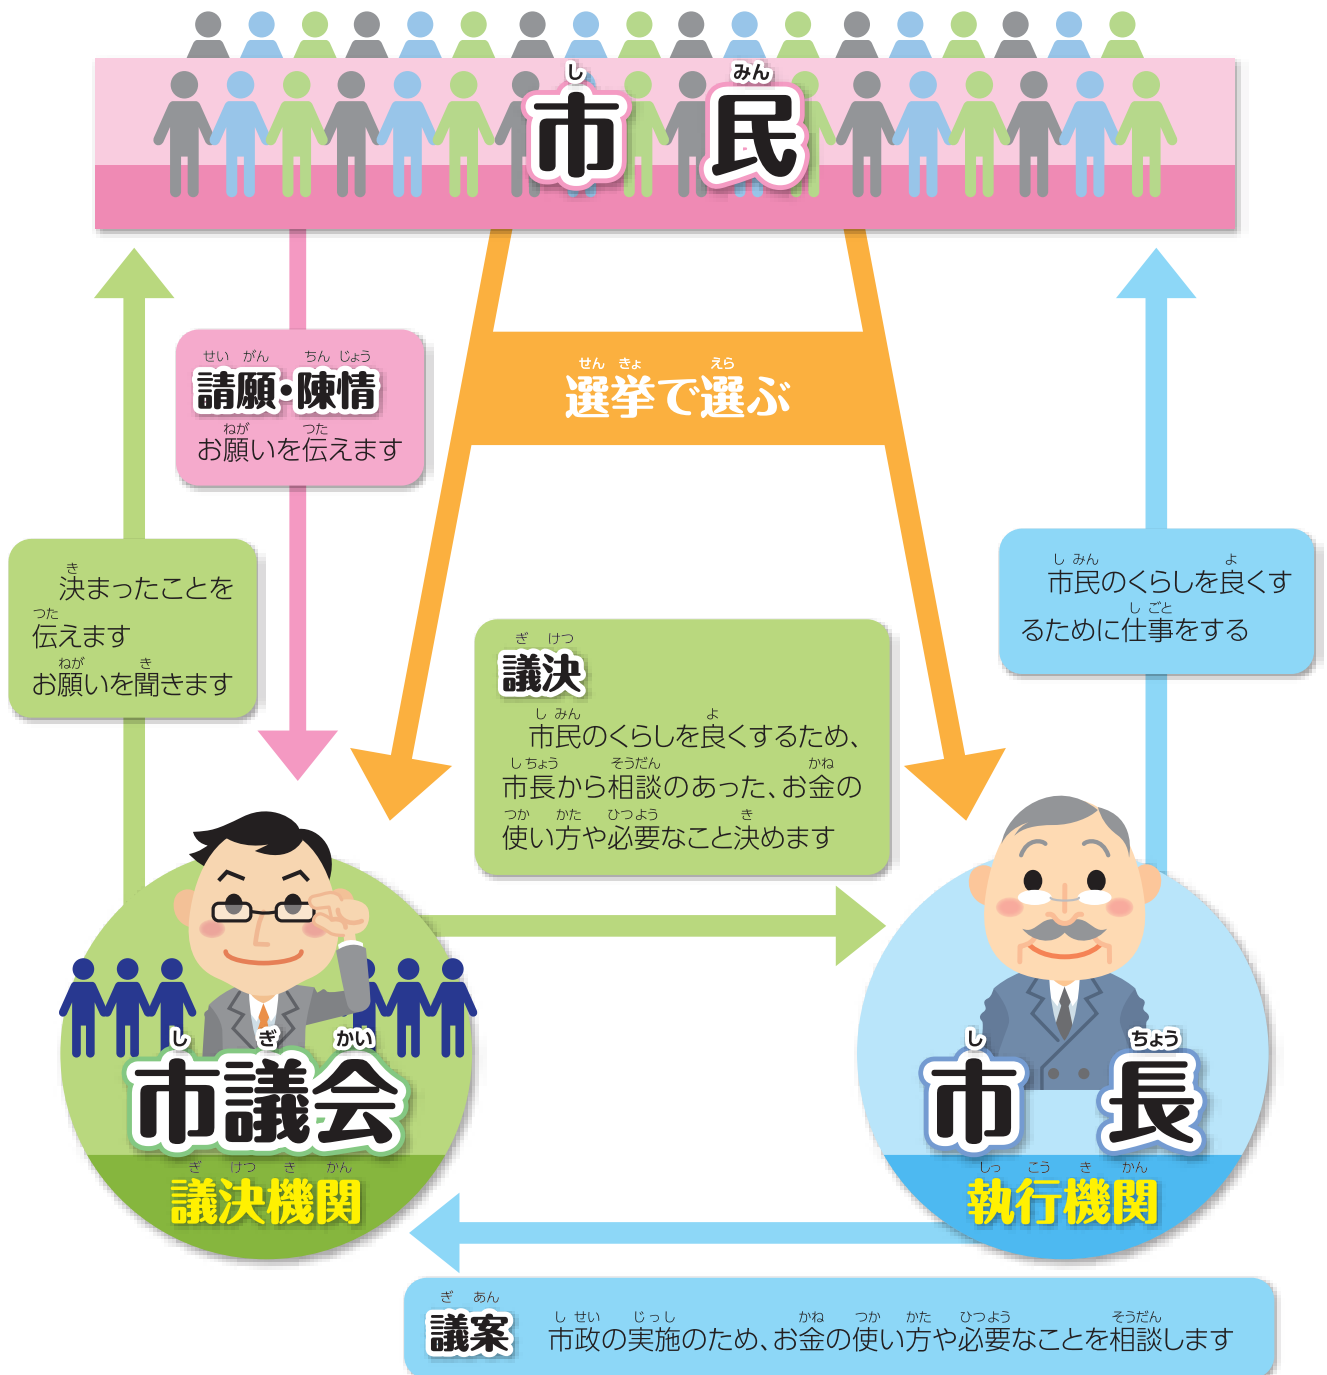 しみん
市民
せいがん ちんじょう
請願・陳情
ねが つた
お願いを伝えます
せんきょ えら
選挙で選ぶ
き
決まったことを
つた
伝えます
ねが き
お願いを聞きます
しみん よ
市民のくらしを良くす
しごと
るために仕事をする
ぎけつ
議決
しみん よ
市民のくらしを良くするため、
しちょう そうだん かね
市長から相談のあった、お金の
つか かた ひつよう き
使い方や必要なこと決めます
しぎかい
市議会
ぎけつきかん
議決機関
しちょう
市長
しっこうきかん
執行機関
ぎあん
議案
しせい じっし かね つか かた ひつよう そうだん
市政の実施のため、お金の使い方や必要なことを相談します